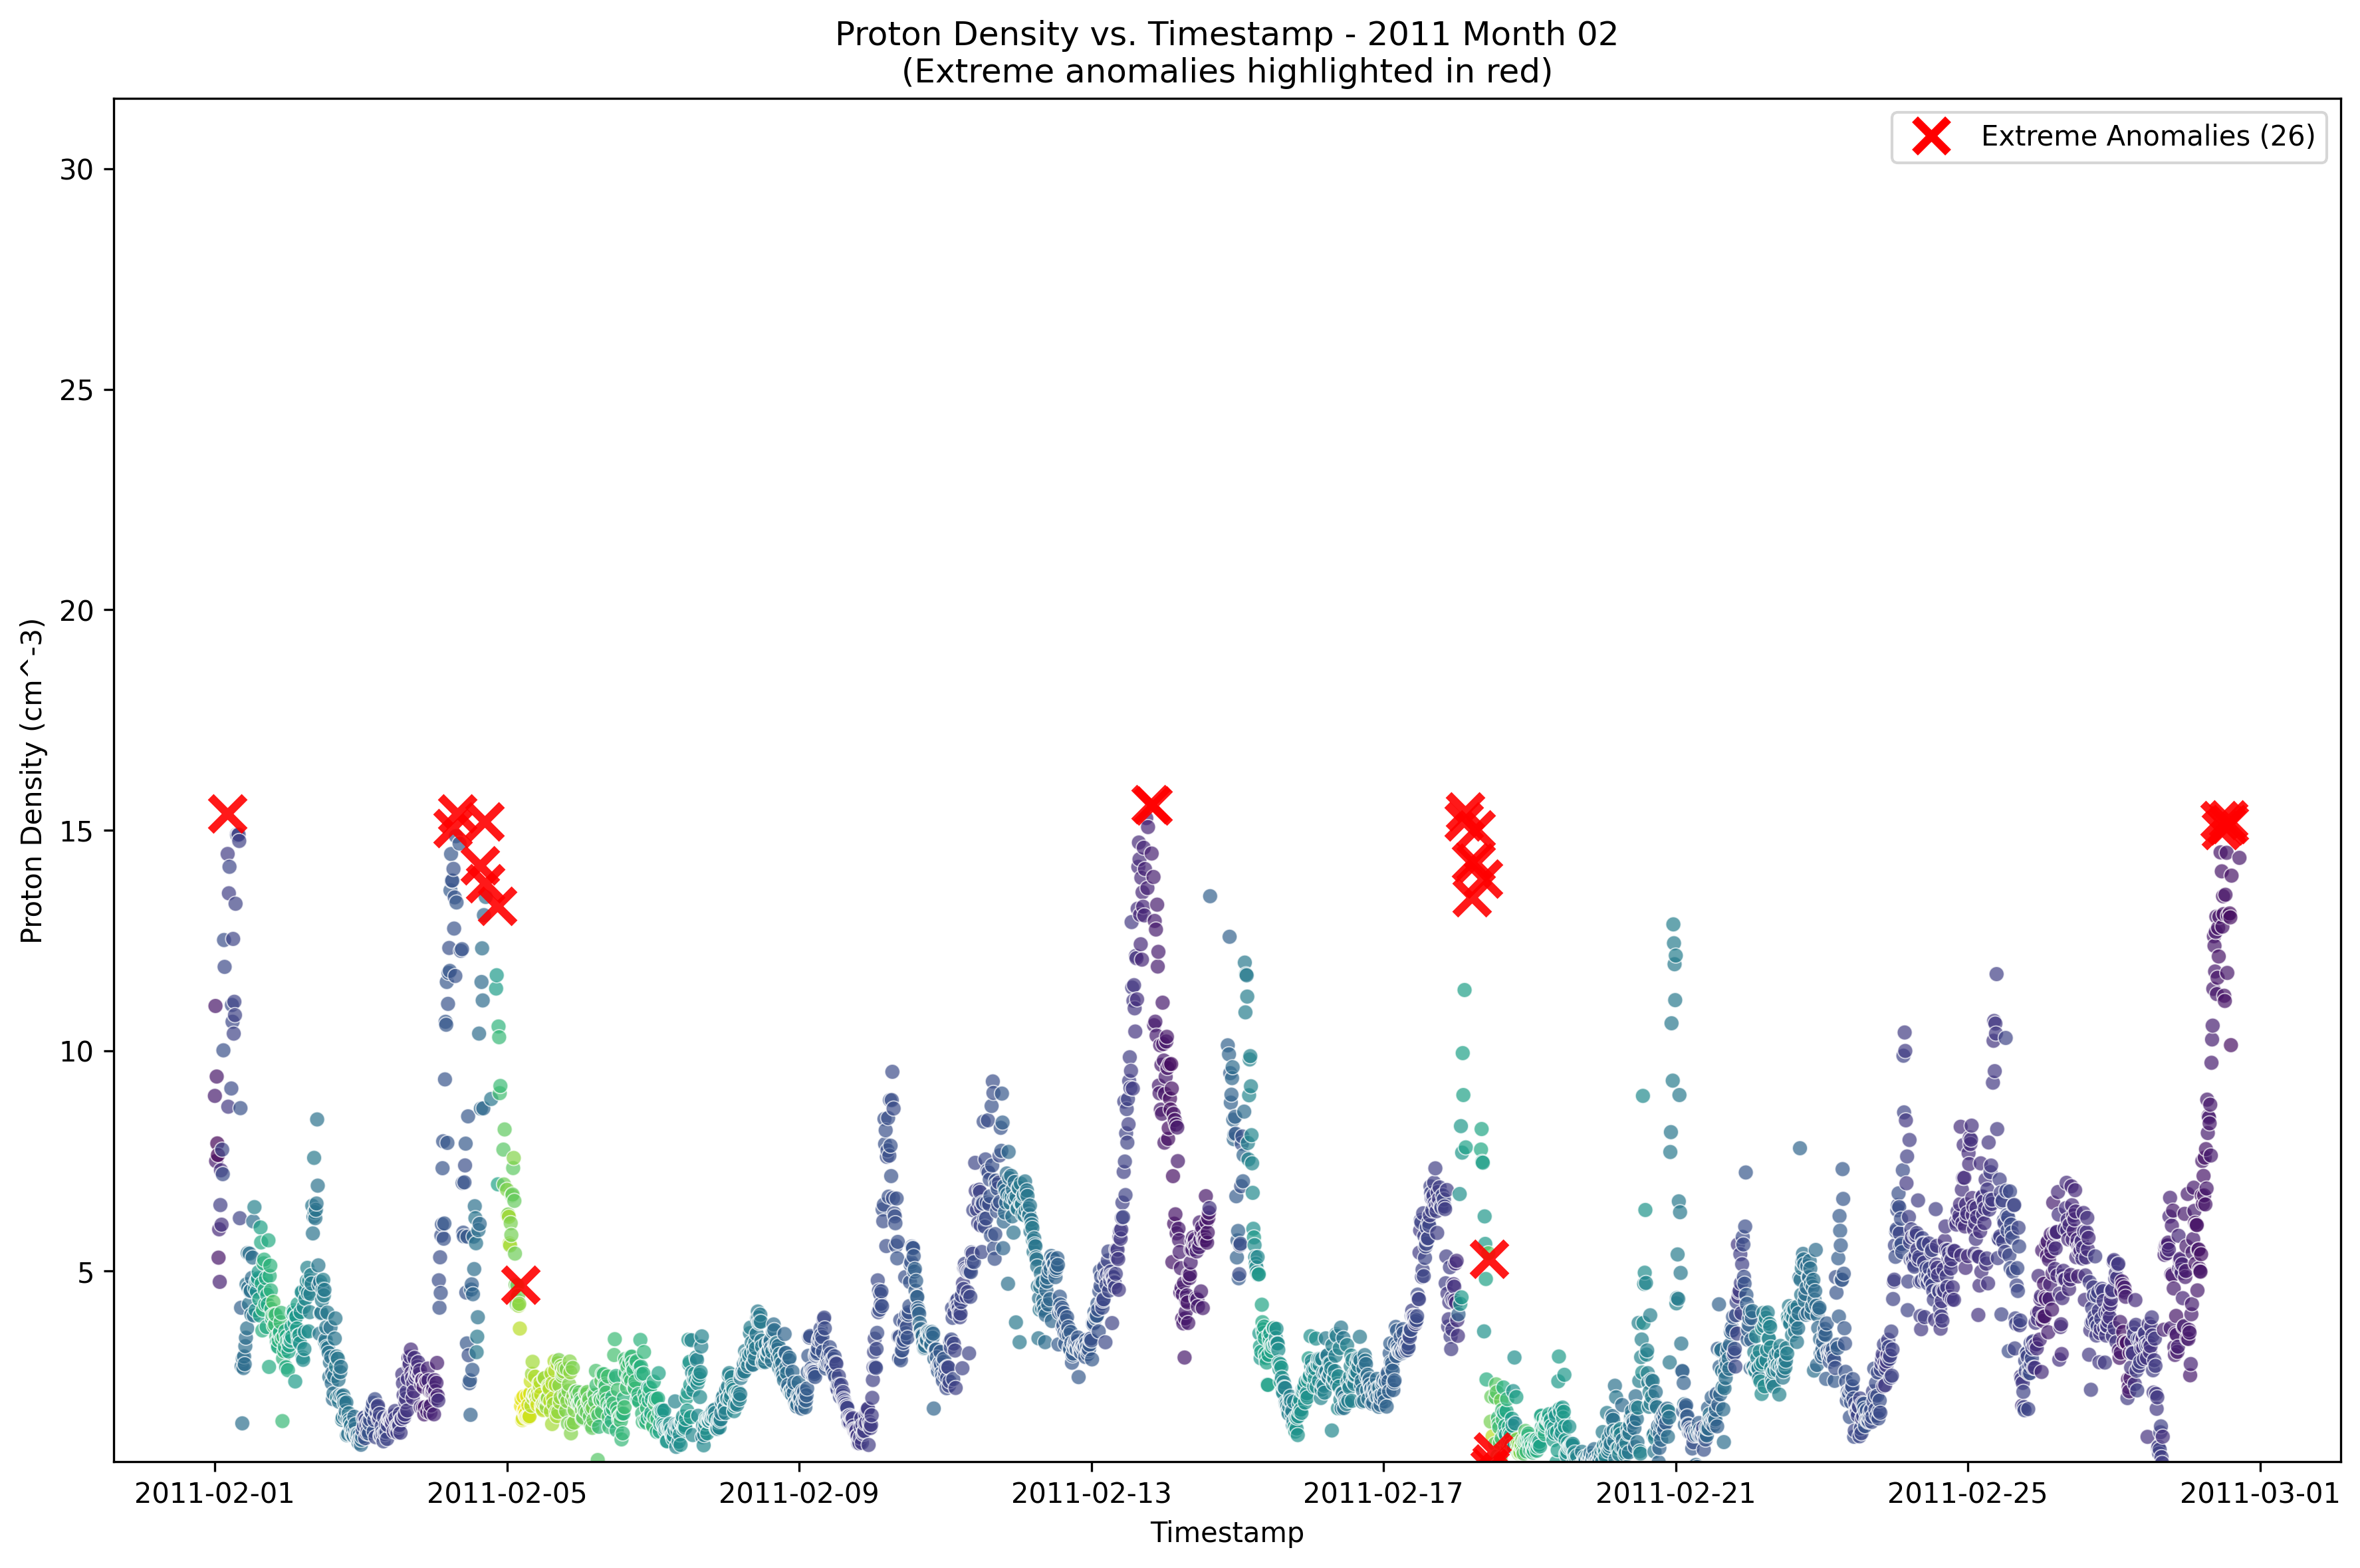 Proton Density vs. Timestamp - 2011 Month 02
(Extreme anomalies highlighted in red)
Extreme Anomalies (26)
Proton Density (cm^-3)
30
25
20
15
10
5
2011-02-01
2011-02-05
2011-02-09
2011-02-13
2011-02-17
2011-02-21
2011-02-25
2011-03-01
Timestamp